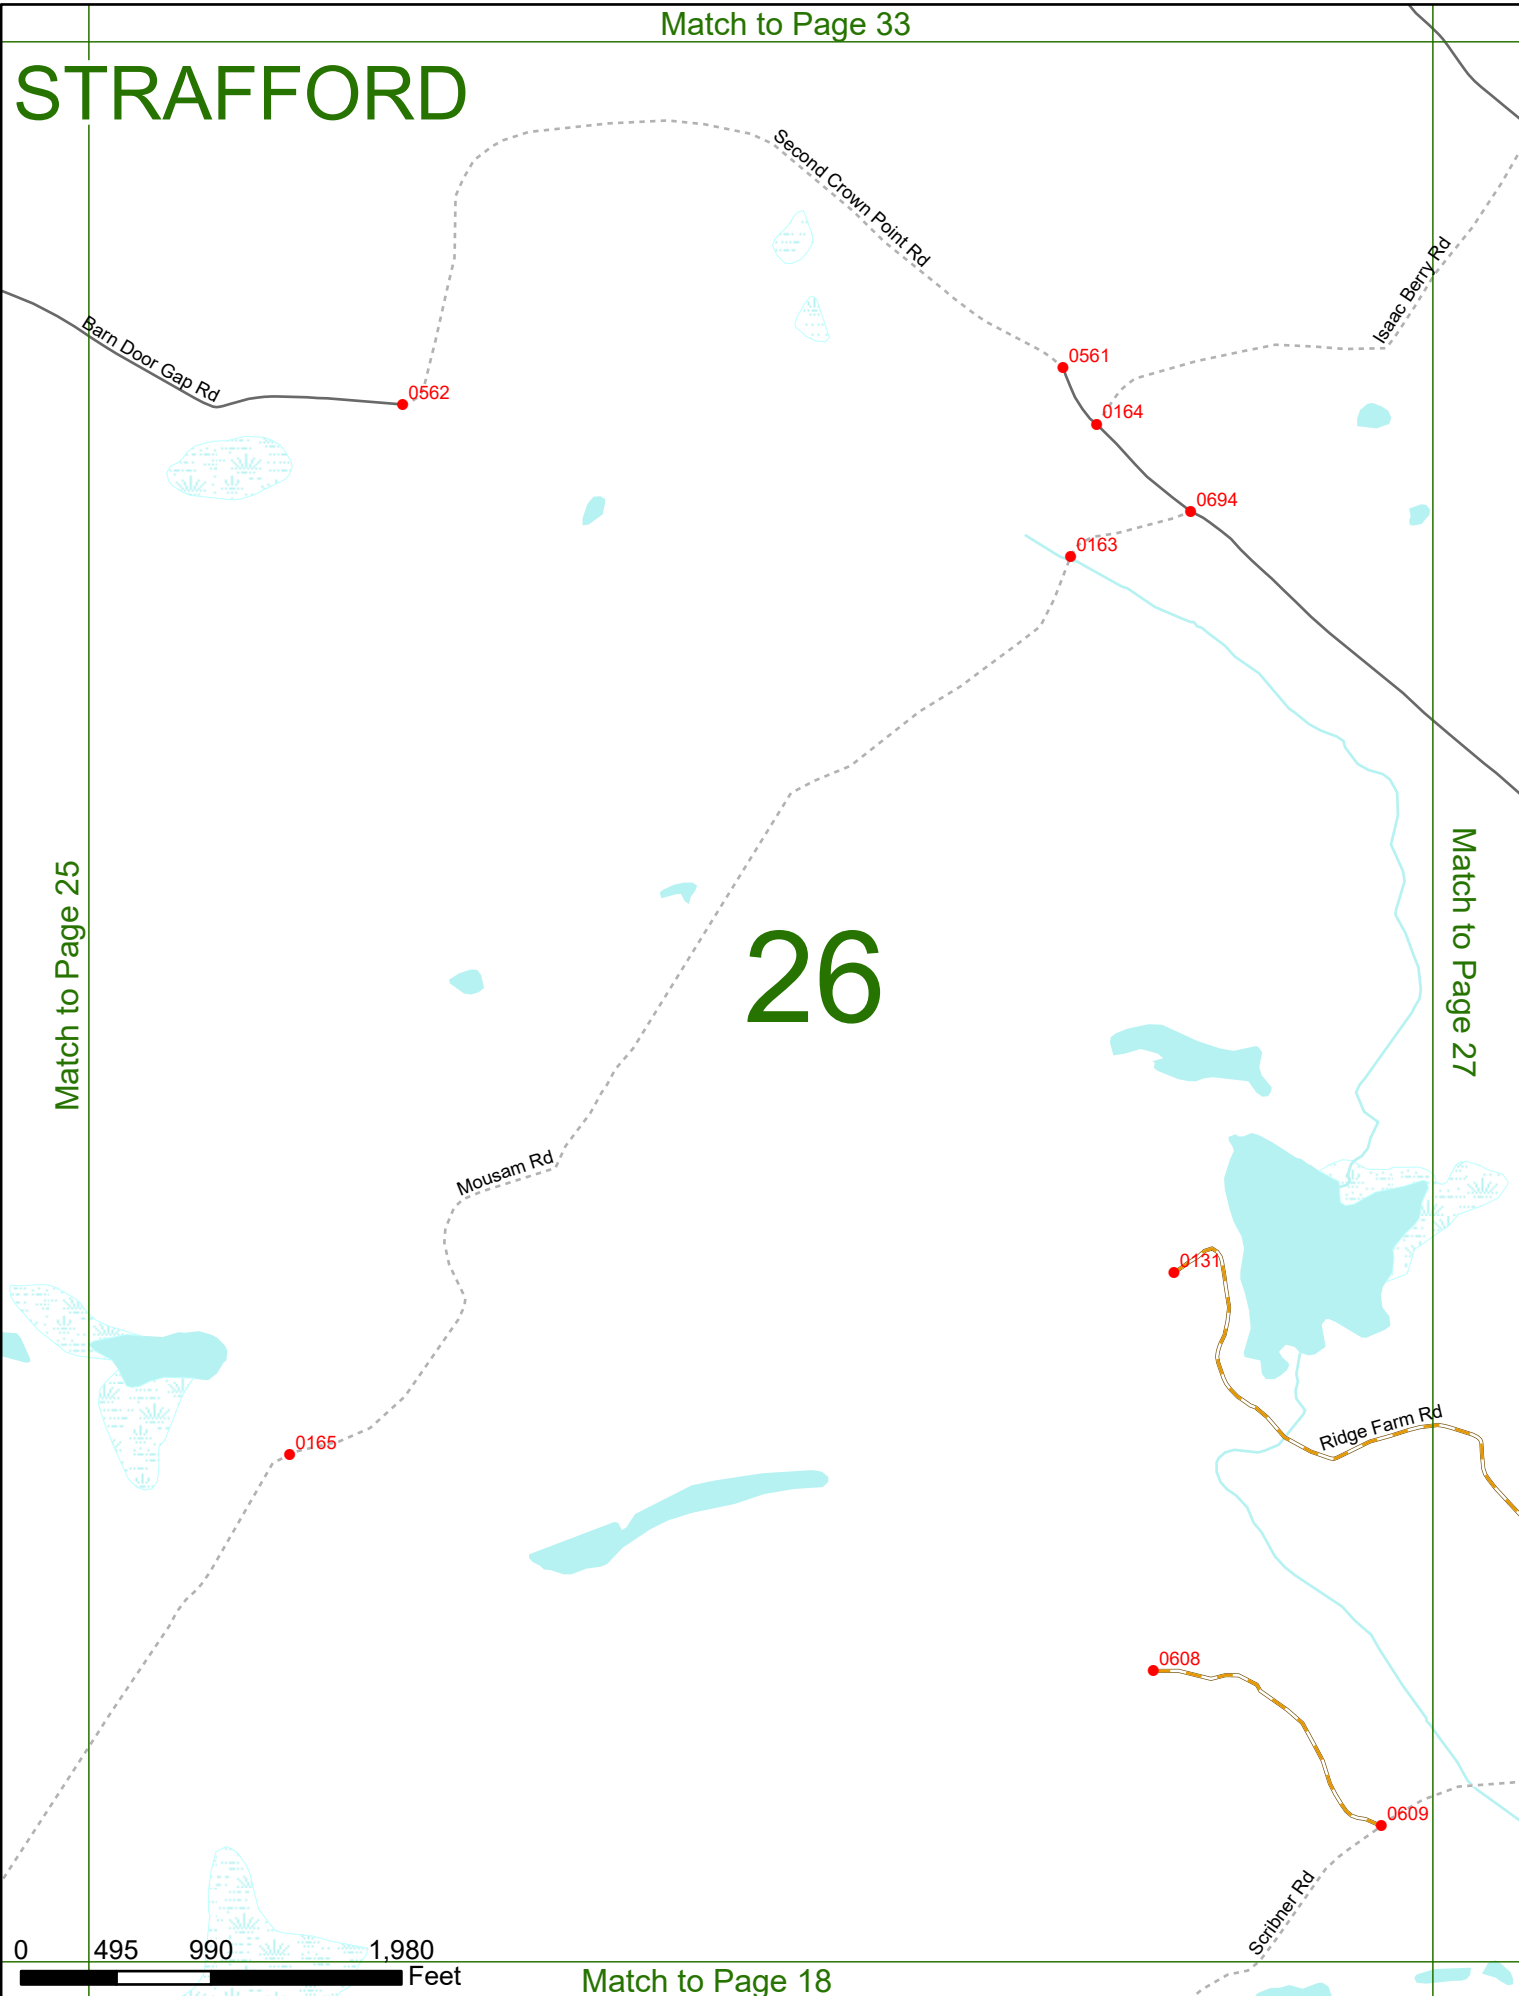 Match to Page 33
STRAFFORD
Second Crown Point Rd
Isaac Berry Rd
Barn Door Gap Rd
0561
0562
0164
0694
0163
Match to Page 25
26
Match to Page 27
Mousam Rd
0131
Ridge Farm Rd
0165
0608
0609
Scribner Rd
0 495 990 1,980
Feet
Match to Page 18